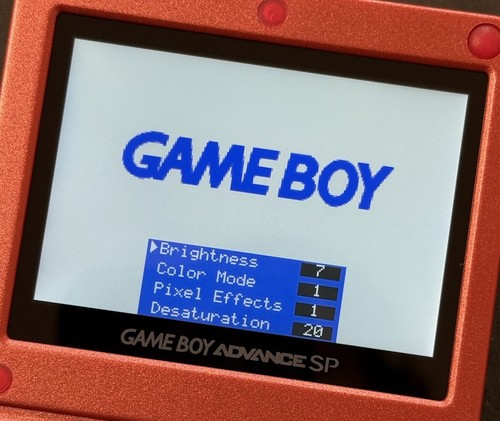 GAME BOY
Brightness 7
Color Mode 1
Pixel Effects 1
Desaturation 20
GAME BOY ADVANCE SP